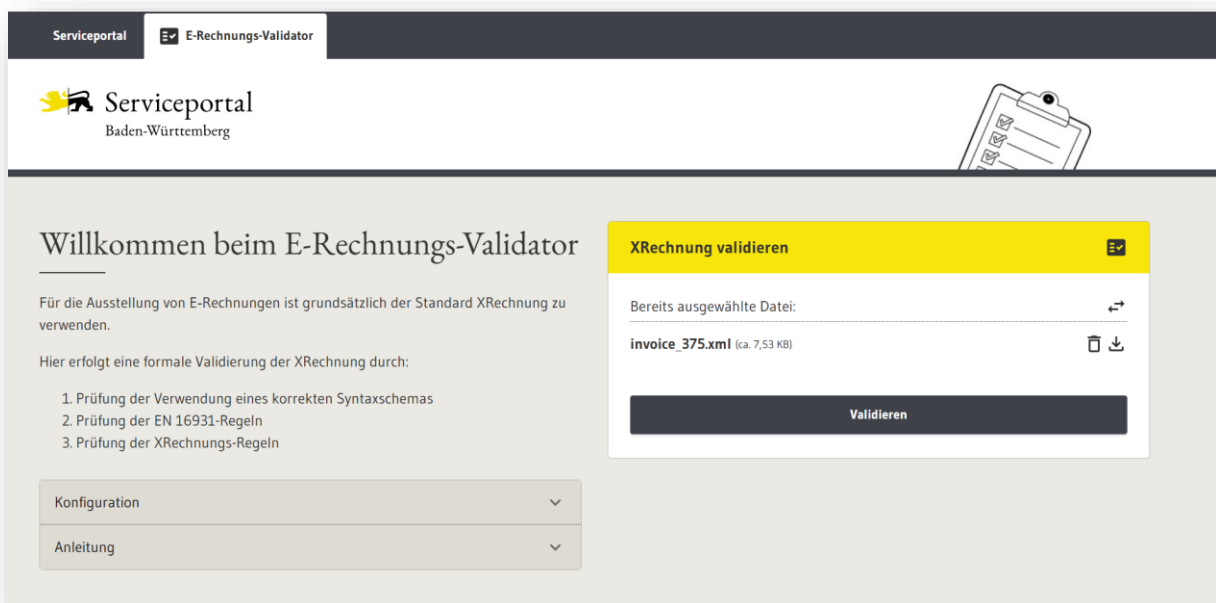 Serviceportal
E-Rechnungs-Validator
Serviceportal
Baden-Württemberg
Willkommen beim E-Rechnungs-Validator
Für die Ausstellung von E-Rechnungen ist grundsätzlich der Standard XRechnung zu
verwenden.
Hier erfolgt eine formale Validierung der XRechnung durch:
1. Prüfung der Verwendung eines korrekten Syntaxschemas
2. Prüfung der EN 16931-Regeln
3. Prüfung der XRechnungs-Regeln
Konfiguration
Anleitung
XRechnung validieren
Bereits ausgewählte Datei:
invoice_375.xml (ca. 7,53 KB)
Validieren